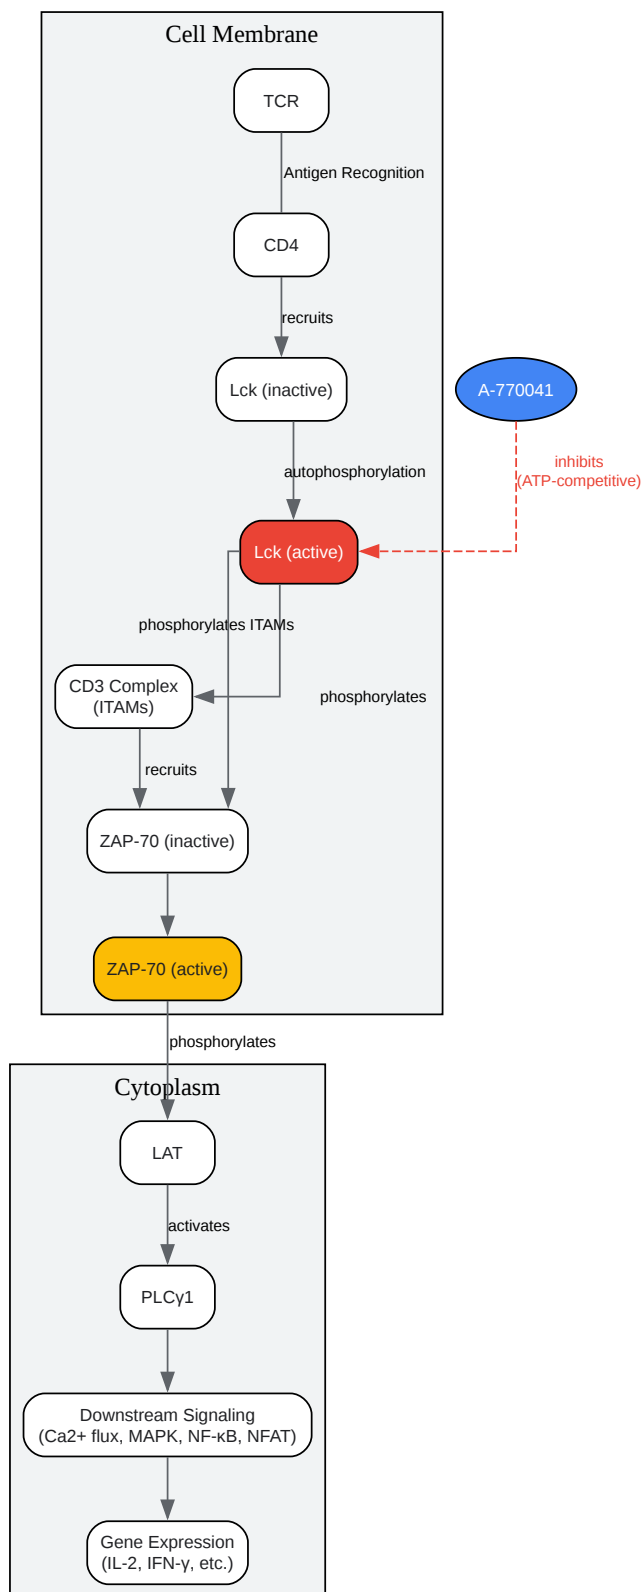 Cell Membrane
TCR
Antigen Recognition
CD4
recruits
Lck (inactive)
A-770041
inhibits
(ATP-competitive)
autophosphorylation
Lck (active)
phosphorylates ITAMs
CD3 Complex
(ITAMs)
phosphorylates
recruits
ZAP-70 (inactive)
ZAP-70 (active)
phosphorylates
Cytoplasm
LAT
activates
PLCγ1
Downstream Signaling
(Ca2+ flux, MAPK, NF-κB, NFAT)
Gene Expression
(IL-2, IFN-γ, etc.)